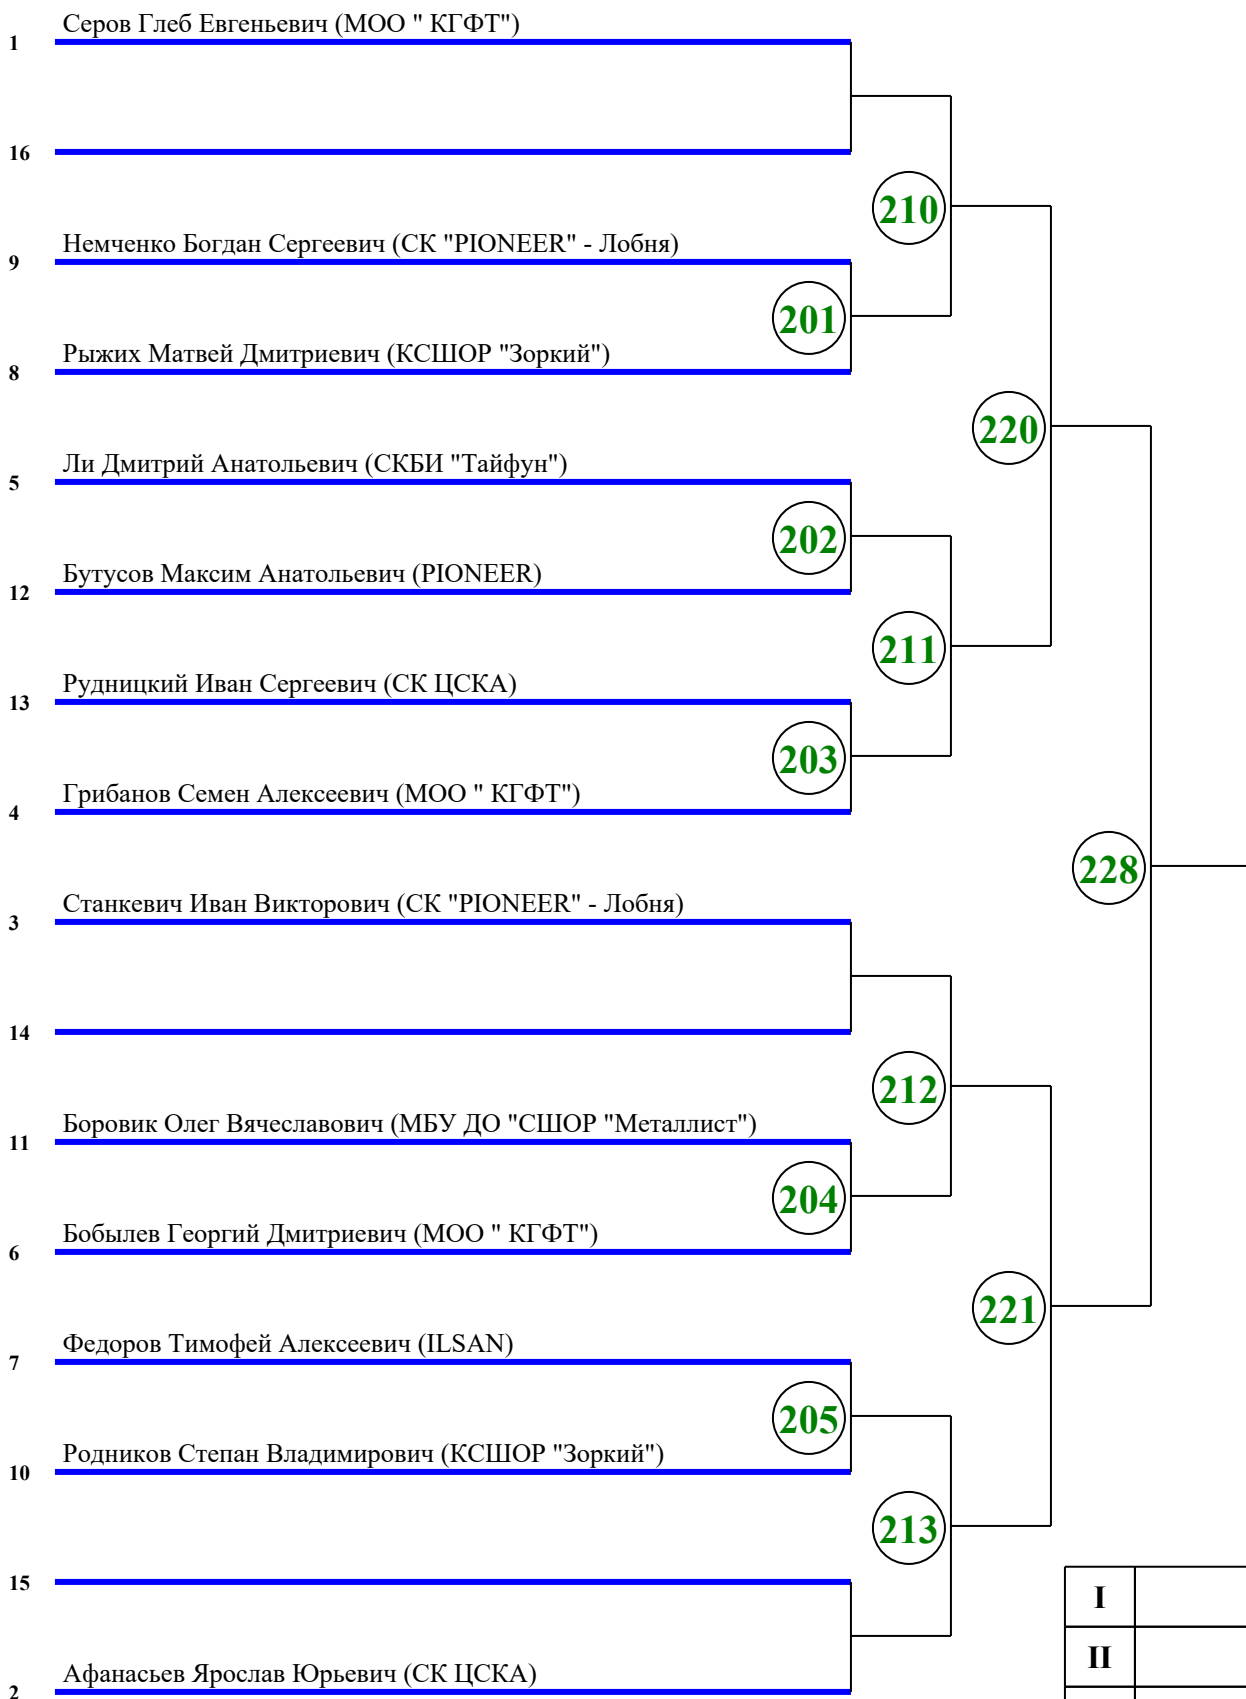 Серов Глеб Евгеньевич (МОО " КГФТ")
1
16
210
Немченко Богдан Сергеевич (СК "PIONEER" - Лобня)
9
201
Рыжих Матвей Дмитриевич (КСШОР "Зоркий")
8
220
Ли Дмитрий Анатольевич (СКБИ "Тайфун")
5
202
Бутусов Максим Анатольевич (PIONEER)
12
211
Рудницкий Иван Сергеевич (СК ЦСКА)
13
203
Грибанов Семен Алексеевич (МОО " КГФТ")
4
228
Станкевич Иван Викторович (СК "PIONEER" - Лобня)
3
14
212
Боровик Олег Вячеславович (МБУ ДО "СШОР "Металлист")
11
204
Бобылев Георгий Дмитриевич (МОО " КГФТ")
6
221
Федоров Тимофей Алексеевич (ILSAN)
7
205
Родников Степан Владимирович (КСШОР "Зоркий")
10
213
15
I
II
Афанасьев Ярослав Юрьевич (СК ЦСКА)
2